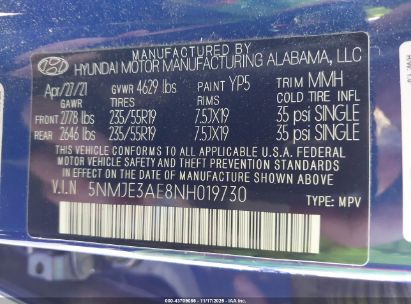 MANUFACTURED BY
HYUNDAI MOTOR MANUFACTURING ALABAMA, LLC
Apr/27/21 GVWR 4629 lbs PAINT YP5 TRIM MMH
GAWR TIRES RIMS COLD TIRE INFL
FRONT 2778 lbs 235/55R19 7.5JX19 35 psi SINGLE
REAR 2646 lbs 235/55R19 7.5JX19 35 psi SINGLE
THIS VEHICLE CONFORMS TO ALL APPLICABLE U.S.A. FEDERAL
MOTOR VEHICLE SAFETY STANDARDS IN EFFECT ON
THE DATE OF MANUFACTURE SHOWN ABOVE.
V.I.N 5NMJE3AE8NH019730
TYPE: MPV